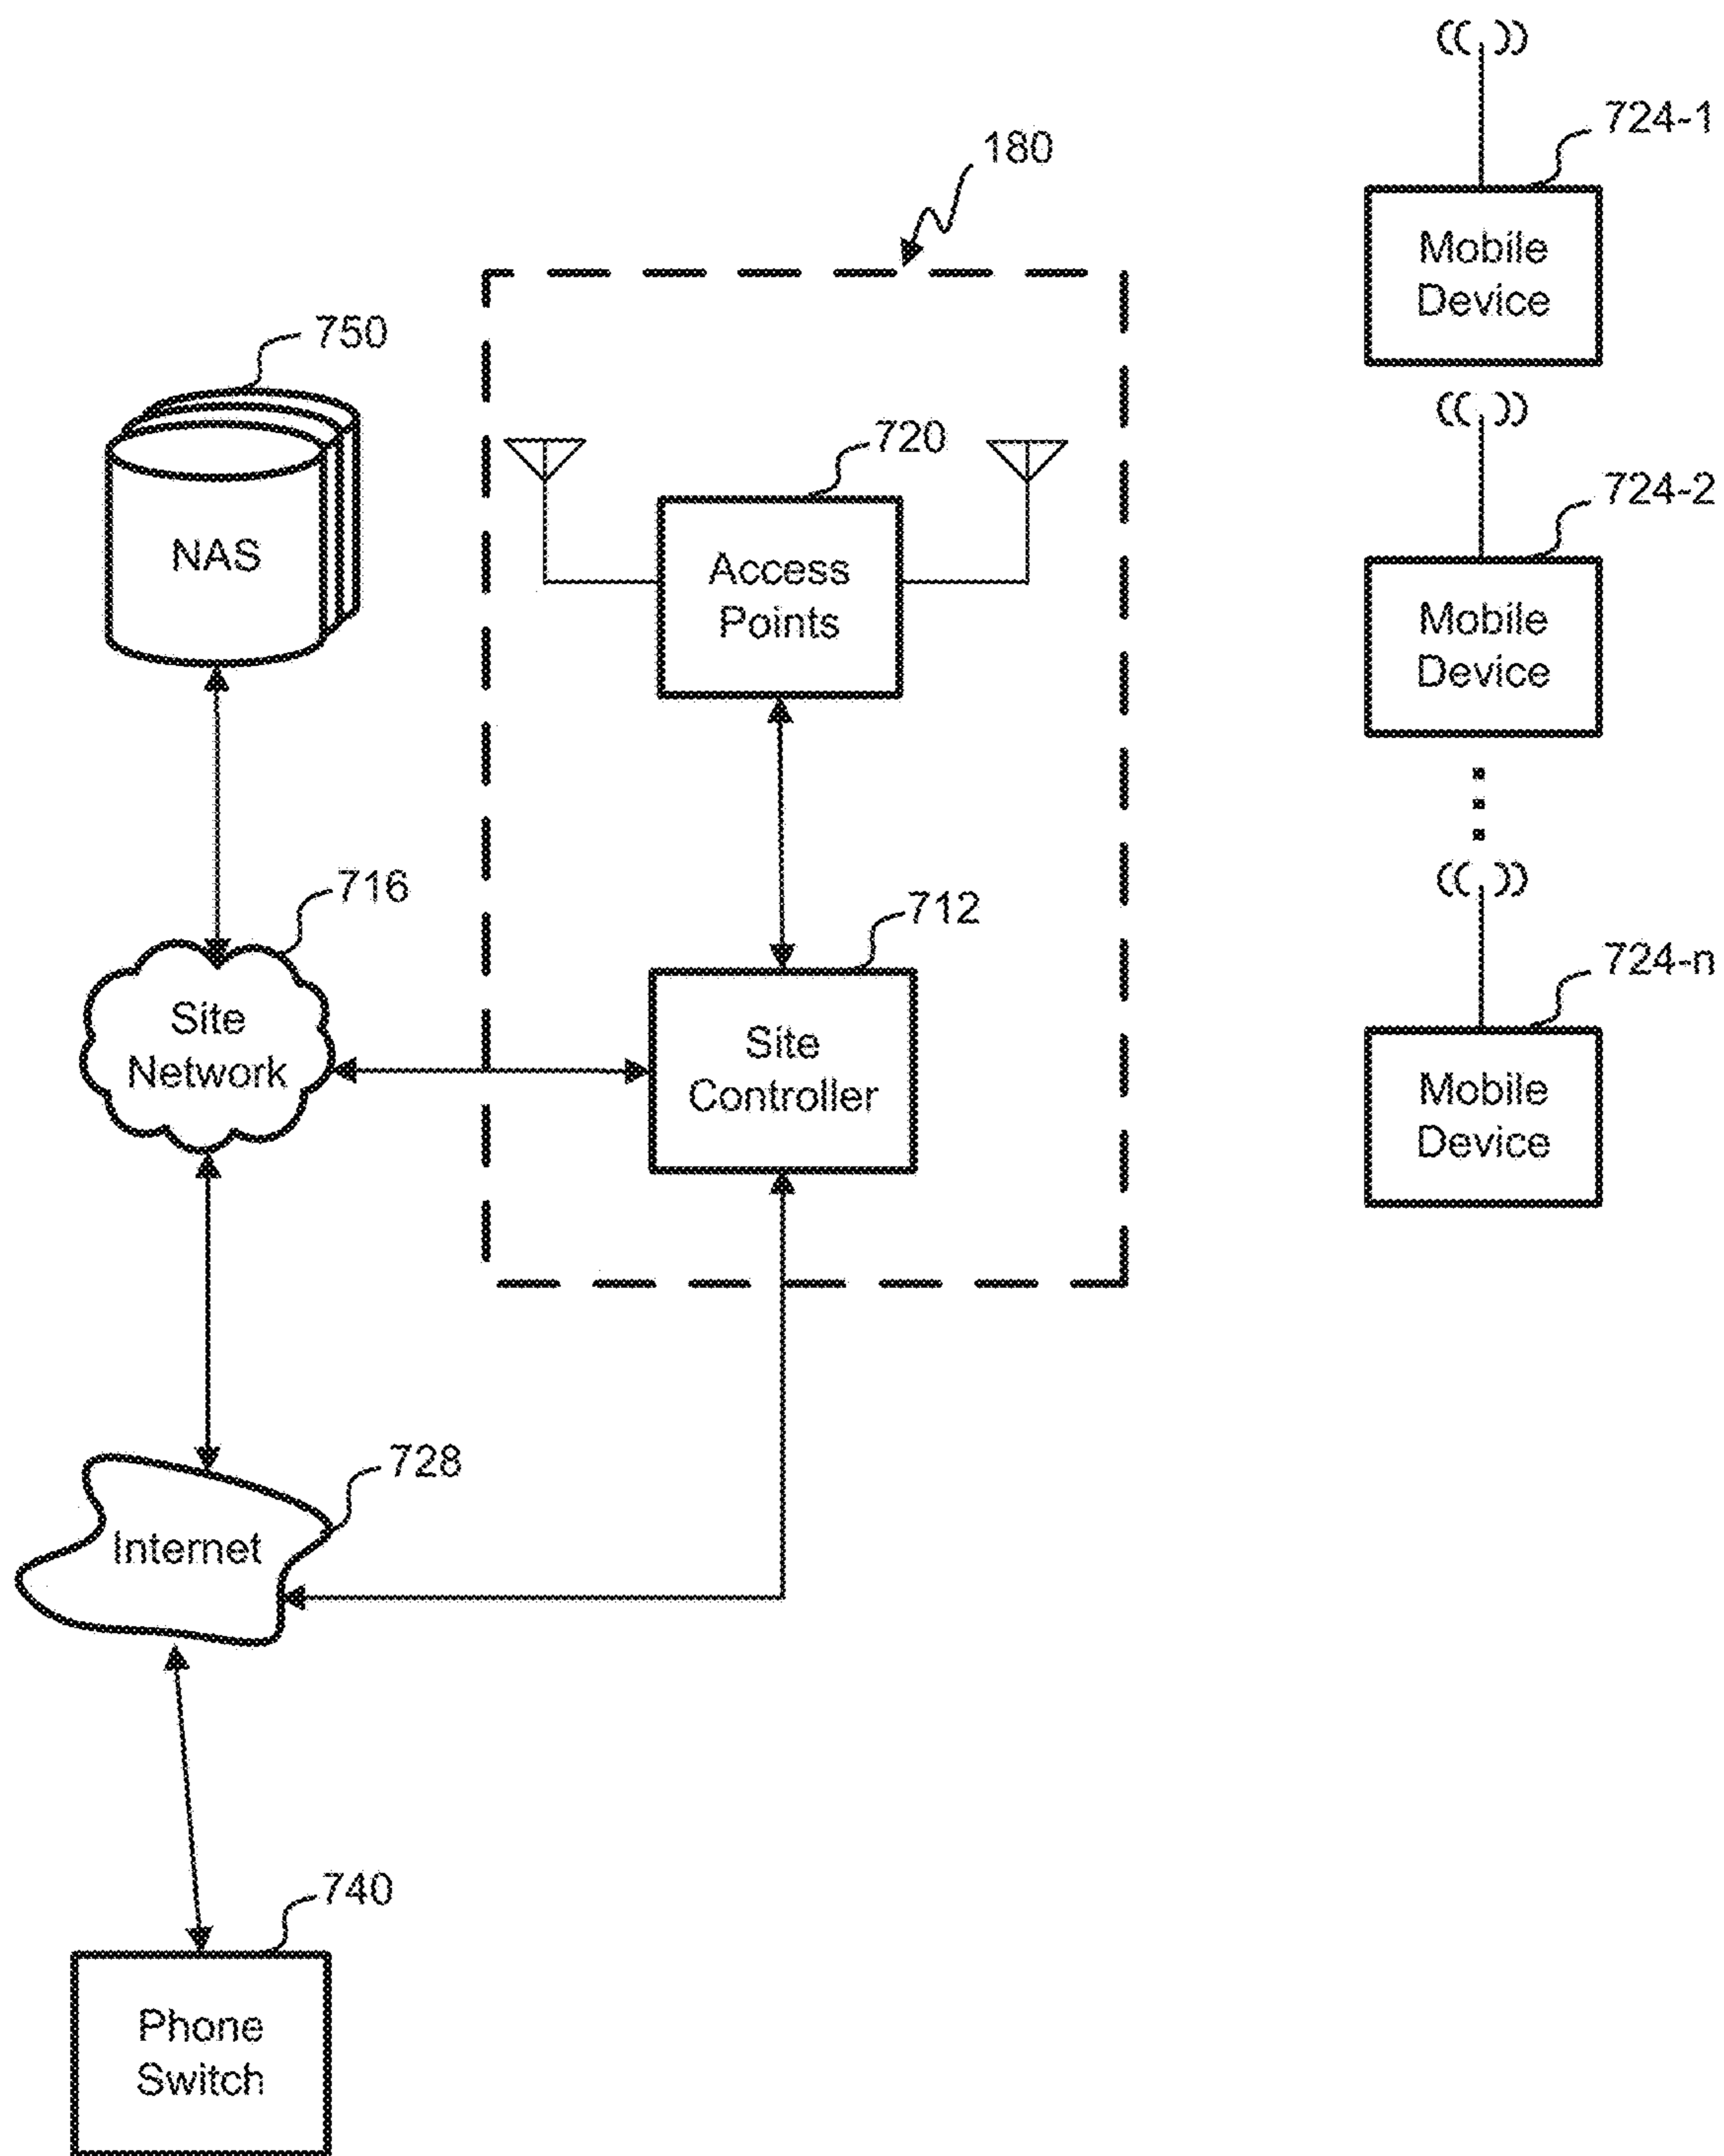 724-1
Mobile
Device
180
750
NAS
720
Access
Points
724-2
Mobile
Device
716
Site
Network
712
Site
Controller
724-n
Mobile
Device
728
Internet
740
Phone
Switch